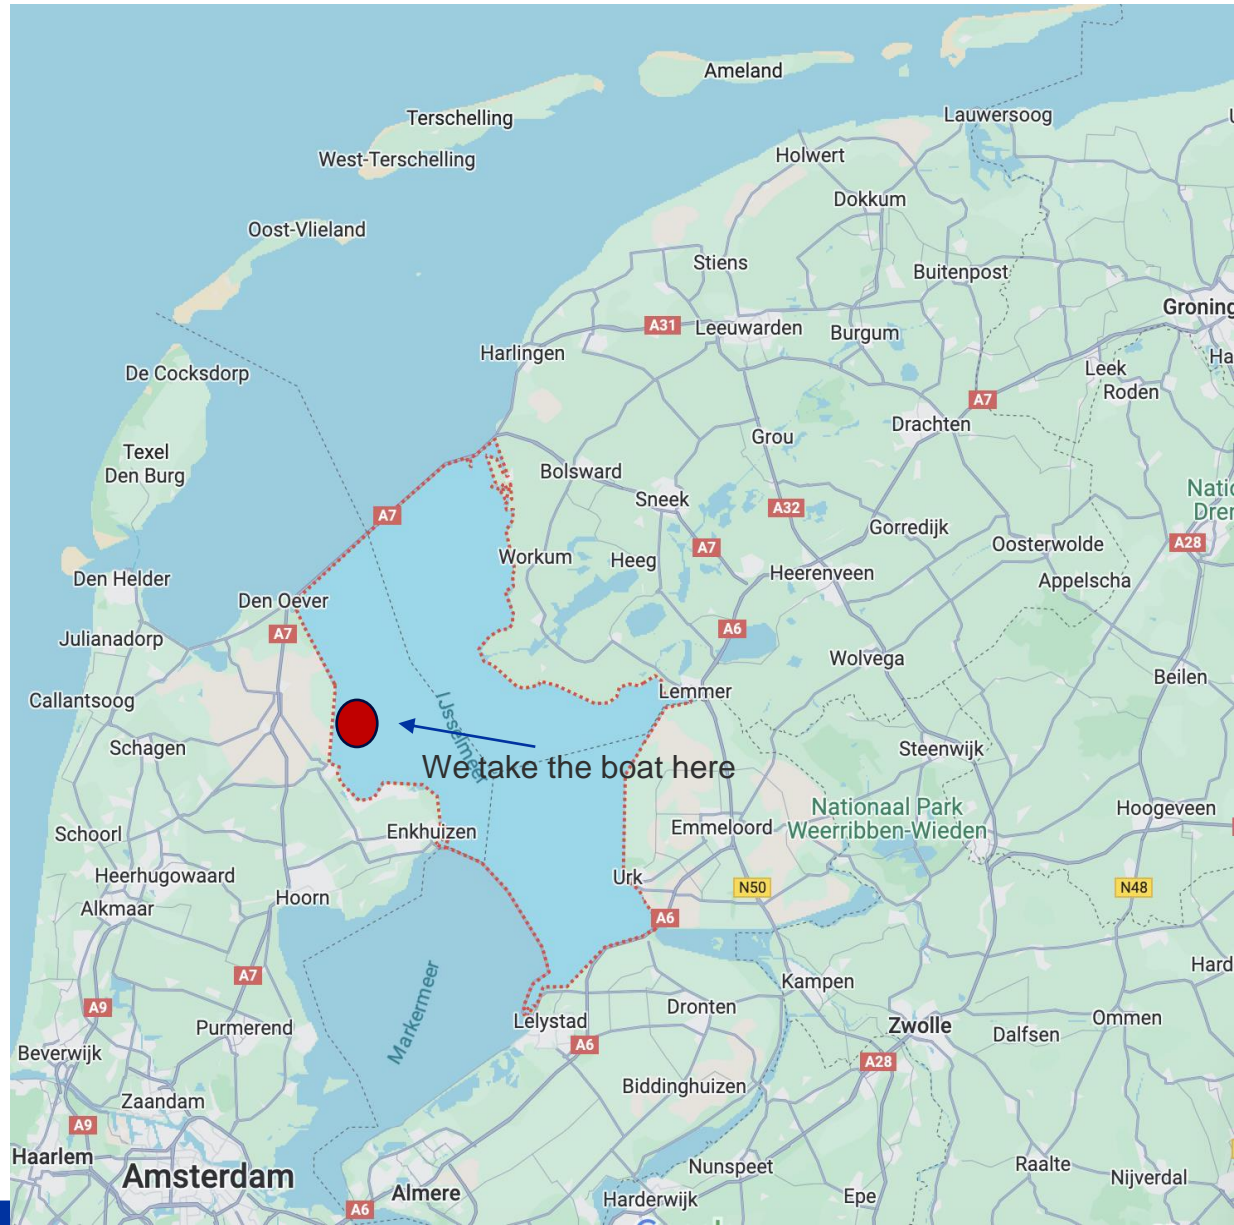 Ameland
Terschelling
Lauwersoog
West-Terschelling
Holwert
Dokkum
Oost-Vlieland
Stiens
Buitenpost
Groning
A31
Leeuwarden
Burgum
Harlingen
Ha
De Cocksdorp
Leek
Roden
A7
Drachten
Grou
Texel
Den Burg
Bolsward
Sneek
Natio
Dren
A7
A32
Gorredijk
A28
Oosterwolde
Workum
Heeg
A7
Heerenveen
Appelscha
Den Helder
Den Oever
A7
Julianadorp
A6
Wolvega
Beilen
Callantsoog
Lemmer
IJsselmeer
Schagen
Steenwijk
We take the boat here
Nationaal Park
Weerribben-Wieden
Hoogeveen
Schoorl
Enkhuizen
Emmeloord
Heerhugowaard
Urk
N50
N48
Alkmaar
Hoorn
A6
Hard
A7
Markermeer
Kampen
A9
Dronten
Purmerend
Lelystad
Zwolle
Dalfsen
Ommen
Beverwijk
A6
A28
Biddinghuizen
Zaandam
A9
Haarlem
Amsterdam
Almere
Nunspeet
Raalte
Nijverdal
A6
Harderwijk
Epe